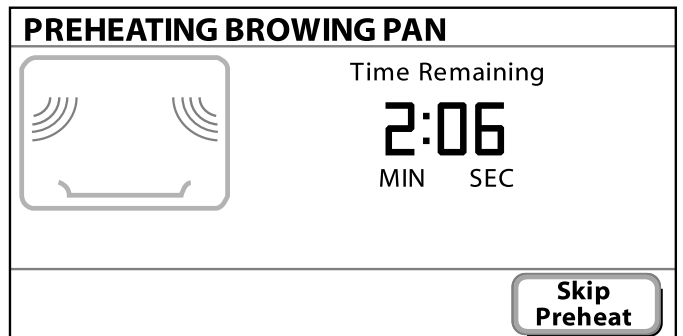 PREHEATING BROWING PAN
Time Remaining
2:06
MIN SEC
Skip
Preheat